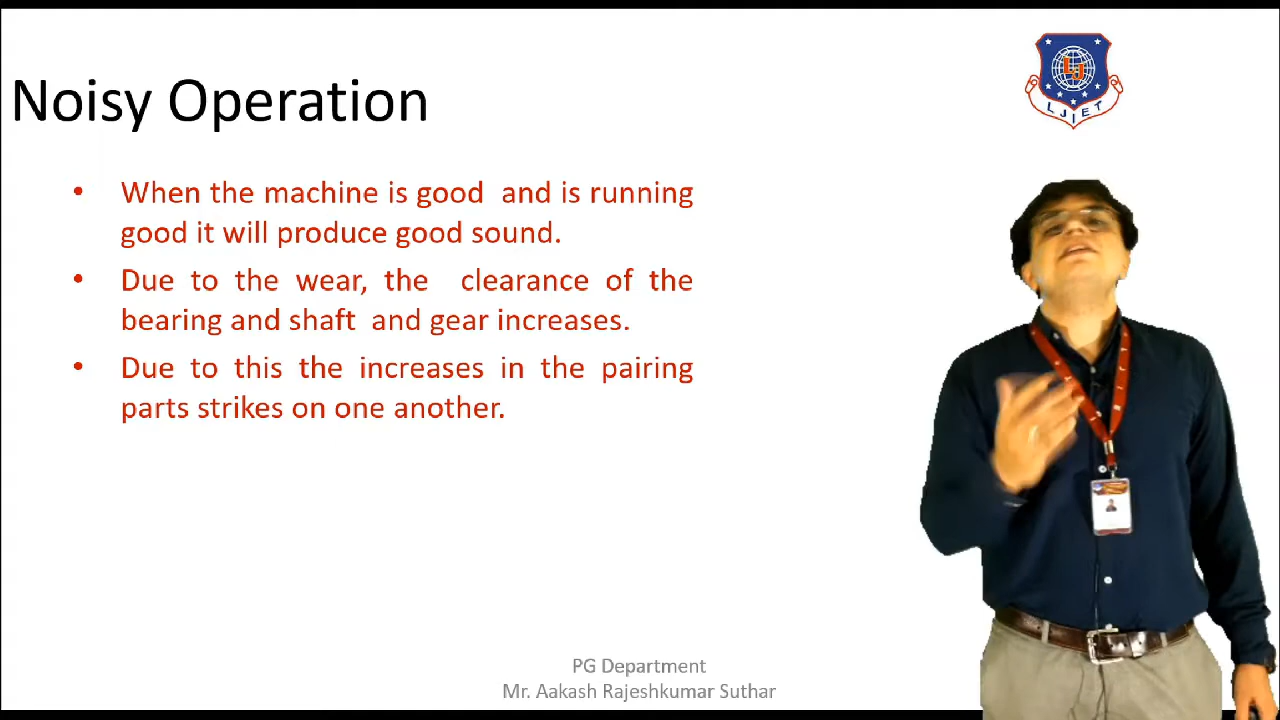 LJ
LJIET
Noisy Operation
• When the machine is good and is running
good it will produce good sound.
• Due to the wear, the clearance of the
bearing and shaft and gear increases.
• Due to this the increases in the pairing
parts strikes on one another.
PG Department
Mr. Aakash Rajeshkumar Suthar